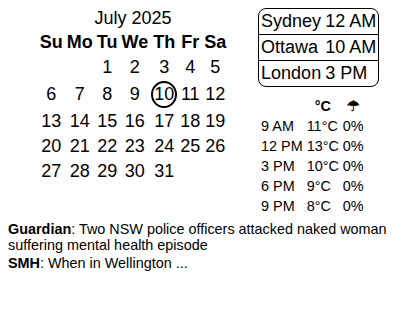 July 2025
Su Mo Tu We Th Fr Sa
1 2 3 4 5
6 7 8 9 10 11 12
13 14 15 16 17 18 19
20 21 22 23 24 25 26
27 28 29 30 31
Sydney 12 AM
Ottawa 10 AM
London 3 PM
°C ☂
9 AM 11°C 0%
12 PM 13°C 0%
3 PM 10°C 0%
6 PM 9°C 0%
9 PM 8°C 0%
Guardian: Two NSW police officers attacked naked woman
suffering mental health episode
SMH: When in Wellington ...